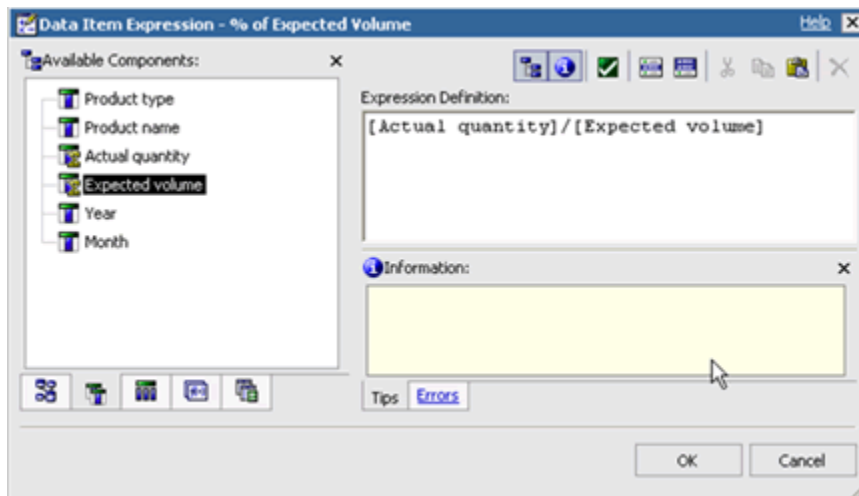 Data Item Expression - % of Expected Volume
Help
Available Components:
Product type
Product name
Actual quantity
Expected volume
Year
Month
Expression Definition:
[Actual quantity]/[Expected volume]
Information:
Tips Errors
OK Cancel